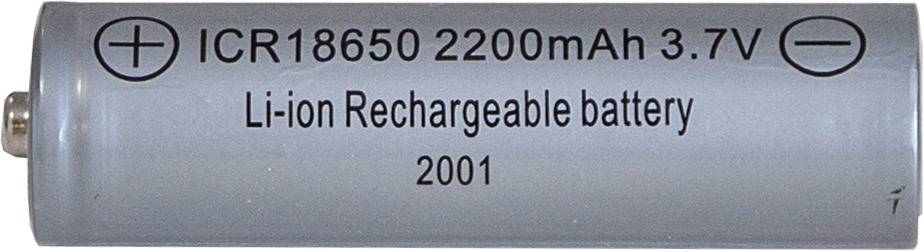 + ICR18650 2200mAh 3.7V −
Li-ion Rechargeable battery
2001